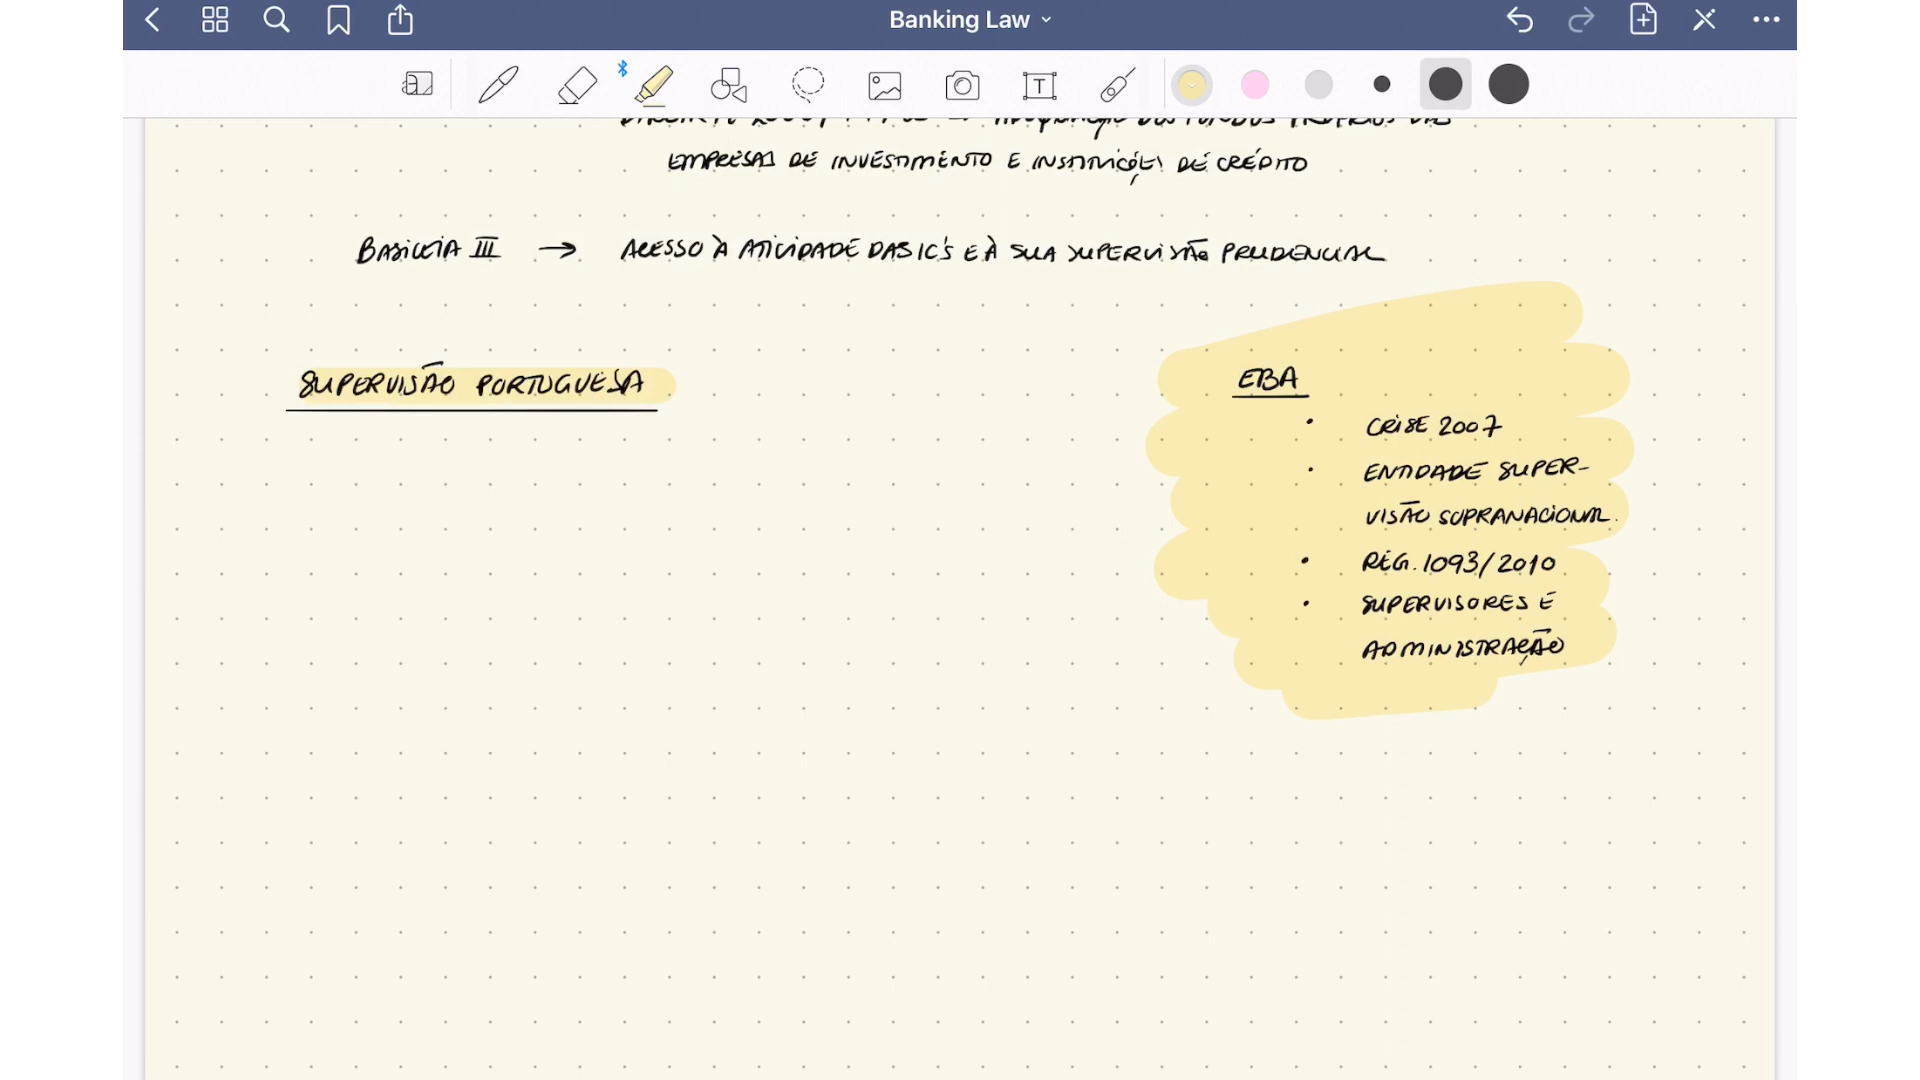 Banking Law
EMPRESAS DE INVESTIMENTO E INSTITUIÇÕES DE CRÉDITO
BASILEIA III → ACESSO À ATIVIDADE DAS IC'S E À SUA SUPERVISÃO PRUDENCIAL
SUPERVISÃO PORTUGUESA
EBA
• CRISE 2007
• ENTIDADE SUPER-
VISÃO SUPRANACIONAL.
• REG. 1093/2010
• SUPERVISORES E
ADMINISTRAÇÃO